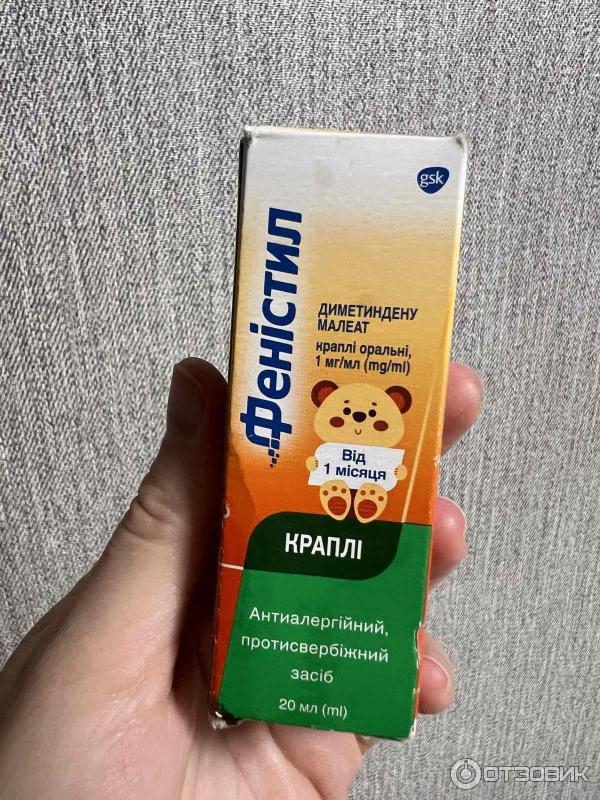 gsk
Феністил
ДИМЕТИНДЕНУ
МАЛЕАТ
краплі оральні,
1 мг/мл (mg/ml)
Від
1 місяця
КРАПЛІ
Антиалергійний,
протисвербіжний
засіб
20 мл (ml)
ОТЗОВИК